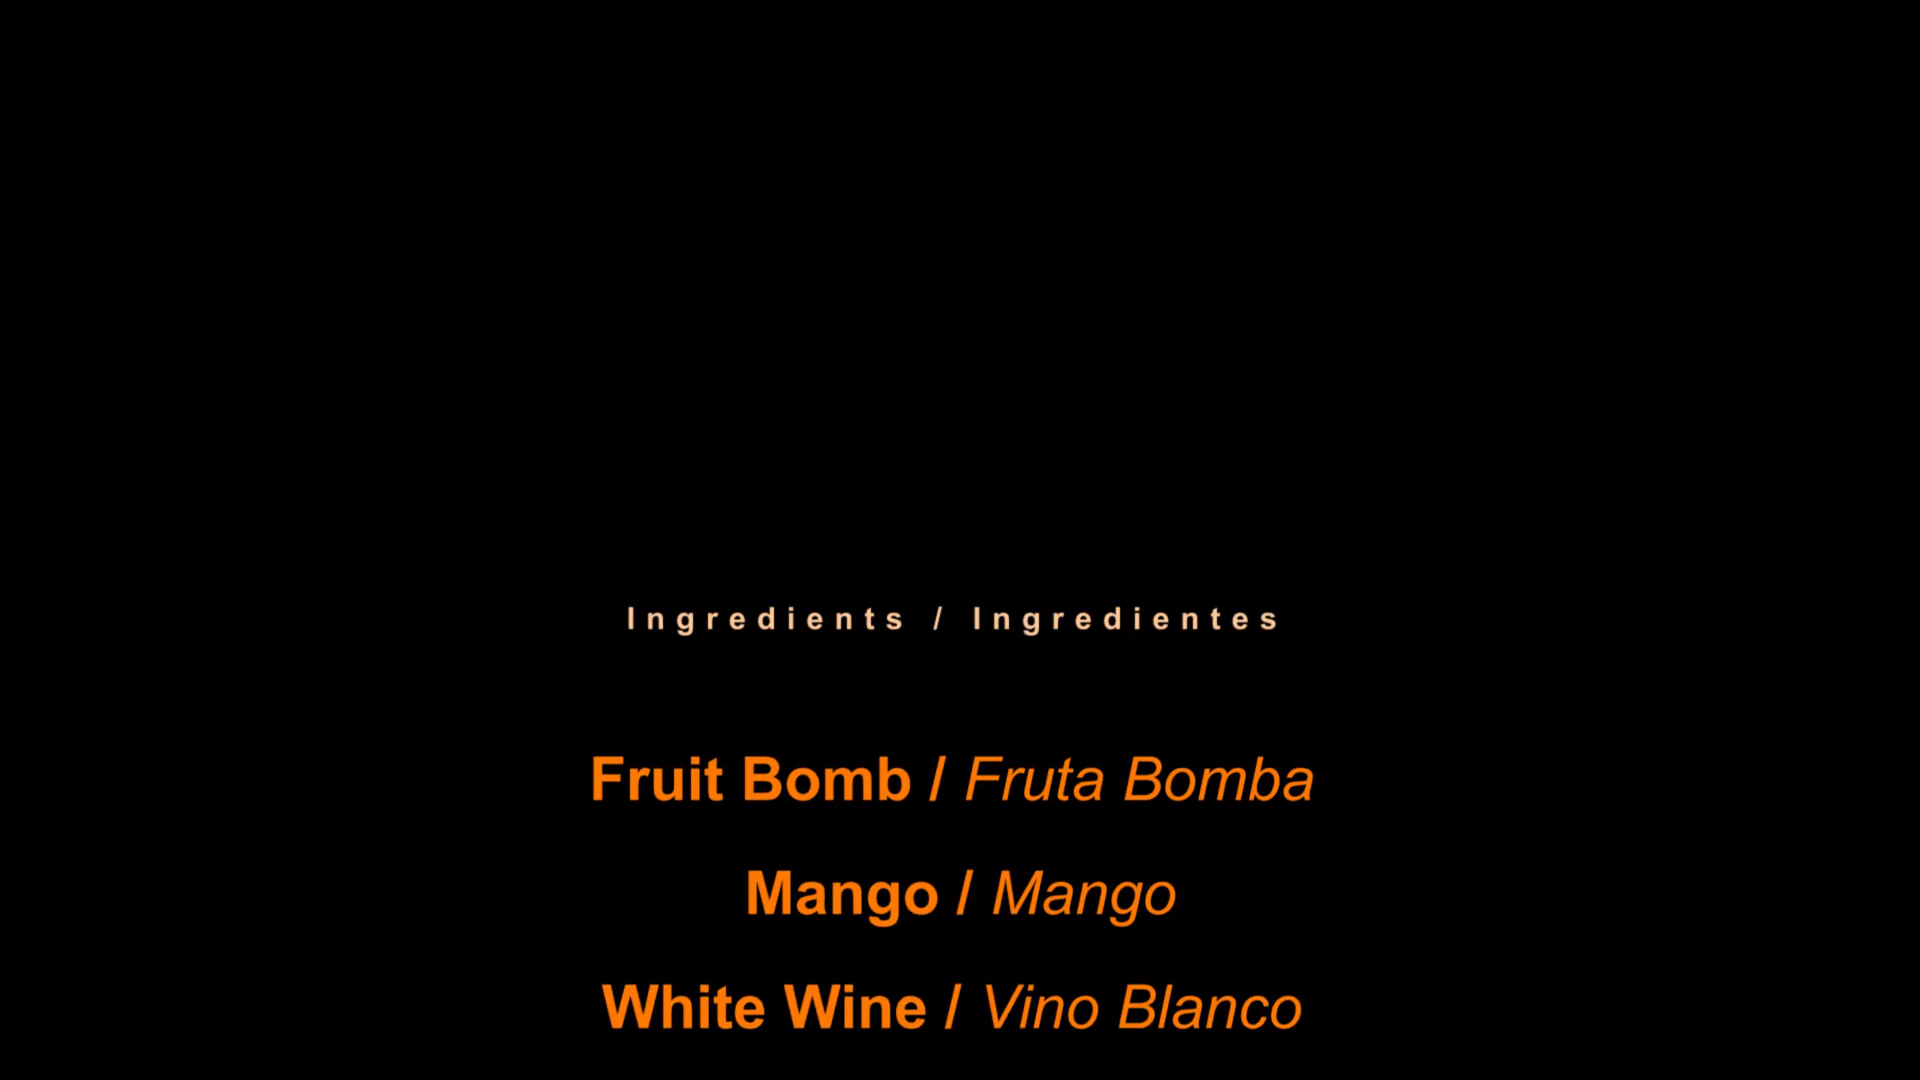 Ingredients / Ingredientes
Fruit Bomb / Fruta Bomba
Mango / Mango
White Wine / Vino Blanco